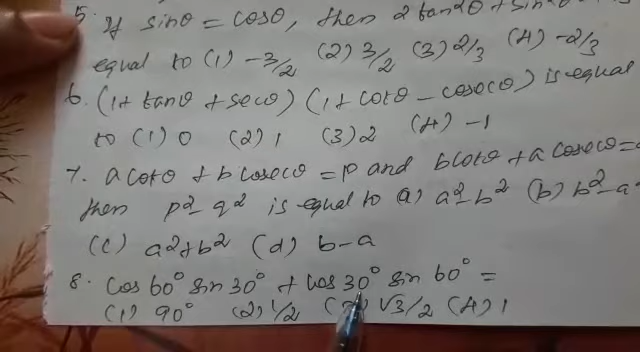 5. If sinθ = cosθ, then 2 tan²θ + sin²θ
equal to (1) -3/2 (2) 3/2 (3) 2/3 (4) -2/3
6. (1 + tanθ + secθ) (1 + cotθ - cosecθ) is equal
to (1) 0 (2) 1 (3) 2 (4) -1
7. a cotθ + b cosecθ = p and b cotθ + a cosecθ =
then p² - q² is equal to (a) a² - b² (b) b² - a
(c) a² + b² (d) b - a
8. cos 60° sin 30° + cos 30° sin 60° =
(1) 90° (2) 1/2 (3) √3/2 (4) 1